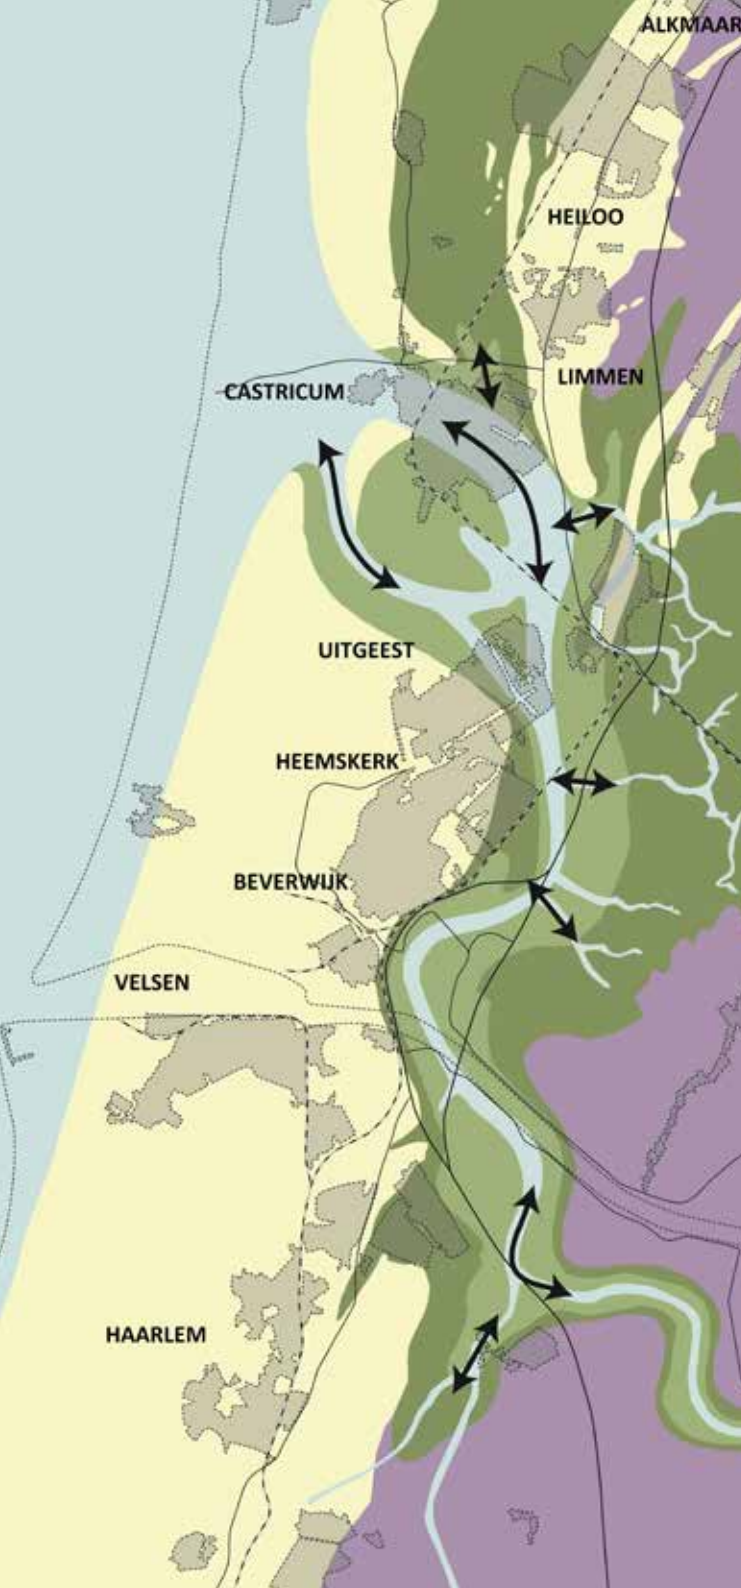 ALKMAAR
HEILOO
LIMMEN
CASTRICUM
UITGEEST
HEEMSKERK
BEVERWIJK
VELSEN
HAARLEM